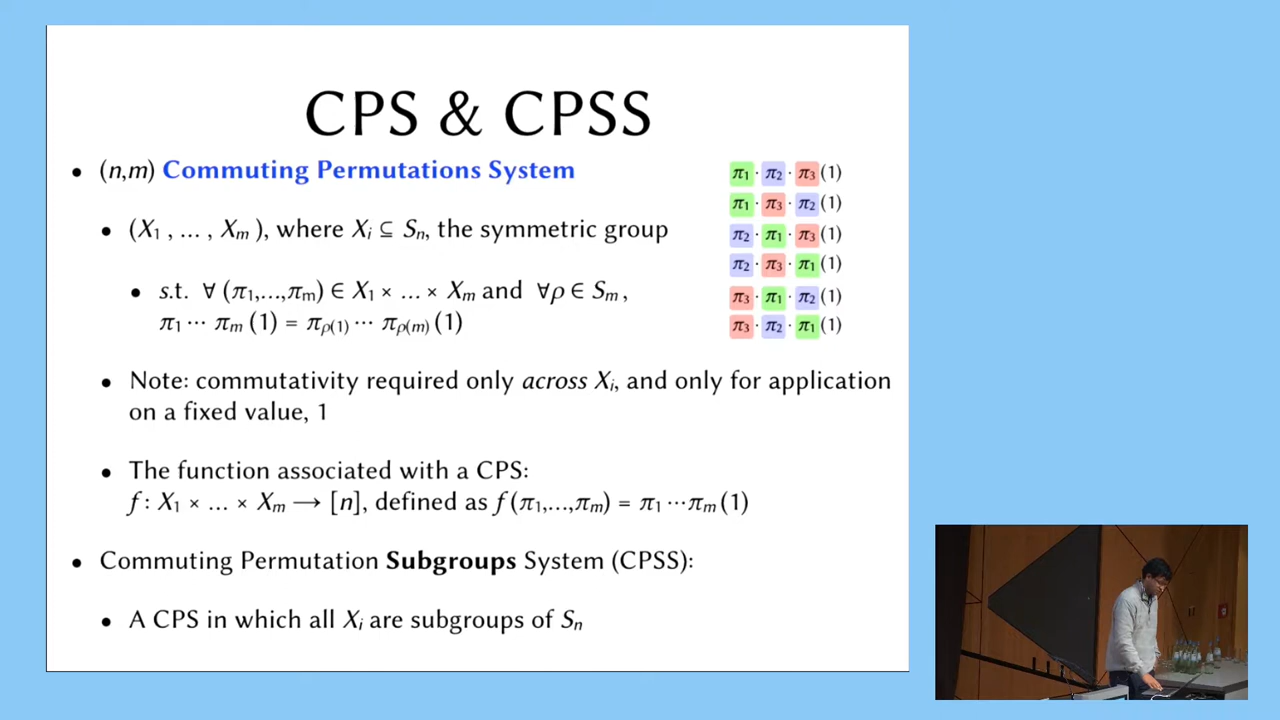 CPS & CPSS
• (n,m) Commuting Permutations System
• (X₁ , … , Xₘ ), where Xᵢ ⊆ Sₙ, the symmetric group
• s.t. ∀ (π₁,…,πₘ) ∈ X₁ × … × Xₘ and ∀ρ ∈ Sₘ ,
π₁ ⋯ πₘ (1) = π_ρ(1) ⋯ π_ρ(m) (1)
• Note: commutativity required only across Xᵢ, and only for application
on a fixed value, 1
• The function associated with a CPS:
f : X₁ × … × Xₘ ⟶ [n], defined as f (π₁,…,πₘ) = π₁ ⋯πₘ (1)
• Commuting Permutation Subgroups System (CPSS):
• A CPS in which all Xᵢ are subgroups of Sₙ
π₁ · π₂ · π₃ (1)
π₁ · π₃ · π₂ (1)
π₂ · π₁ · π₃ (1)
π₂ · π₃ · π₁ (1)
π₃ · π₁ · π₂ (1)
π₃ · π₂ · π₁ (1)